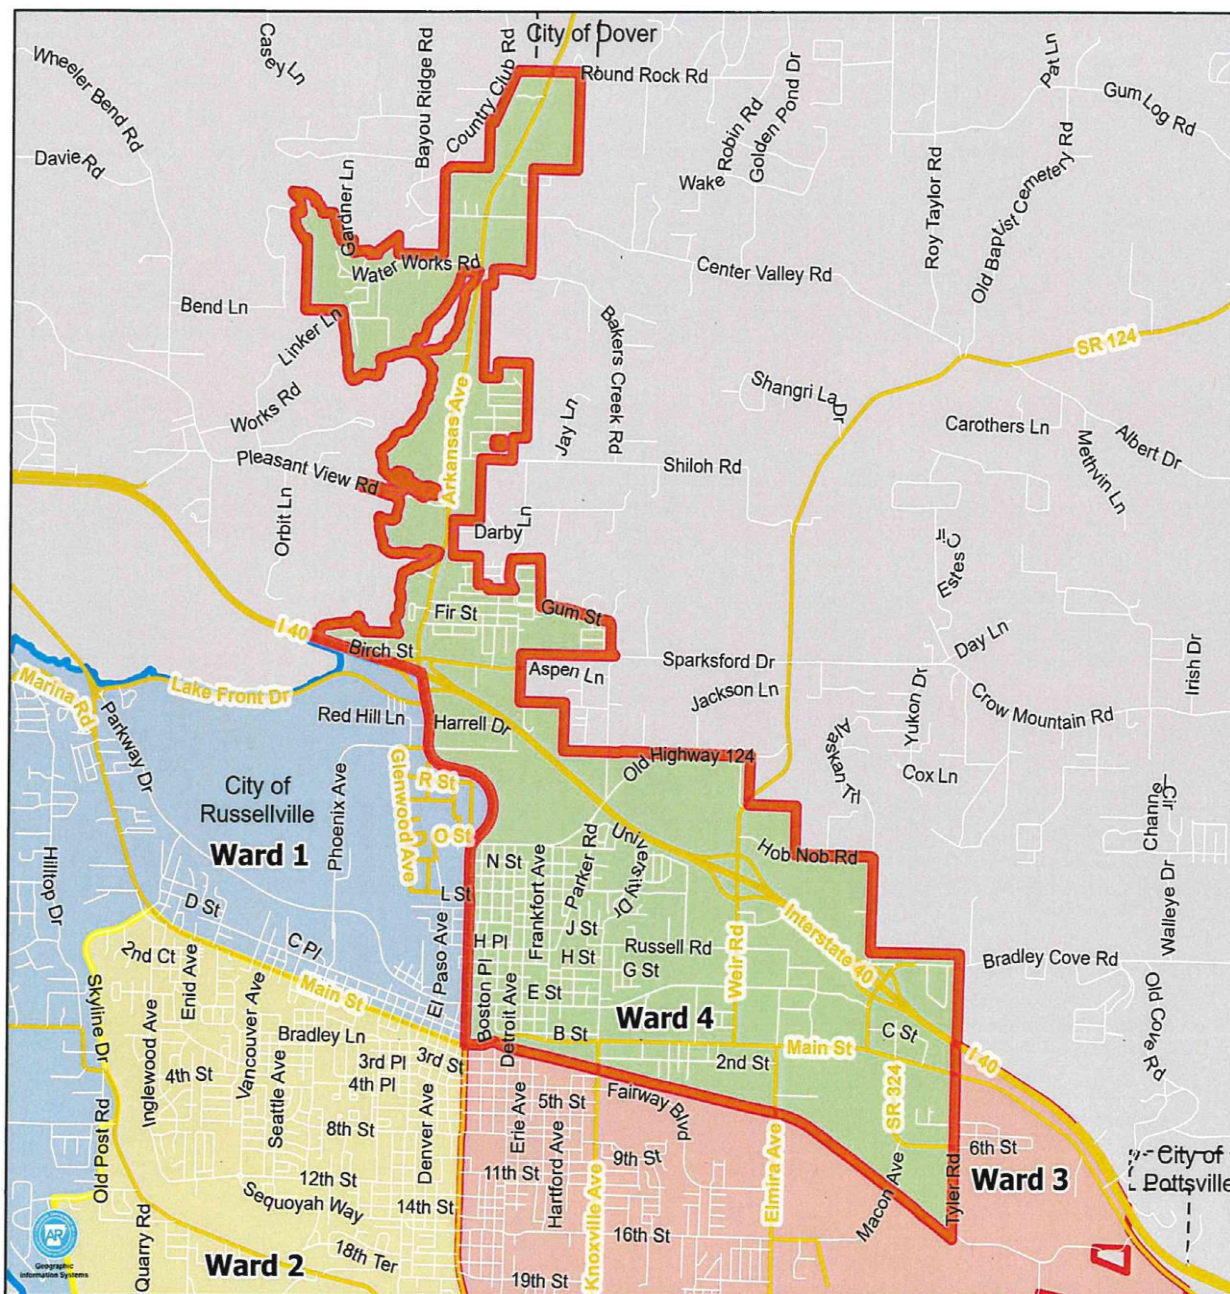 City of Dover
Casey Ln
Wheeler Bend Rd
Bayou Ridge Rd
Country Club Rd
Round Rock Rd
Pat Ln
Gum Log Rd
Davie Rd
Robin Rd
Golden Pond Dr
Wake
Roy Taylor Rd
Old Baptist Cemetery Rd
Gardner Ln
Water Works Rd
Center Valley Rd
Bend Ln
Linker Ln
Bakers Creek Rd
SR 124
Shangri La Dr
Arkansas Ave
Works Rd
Jay Ln
Carothers Ln
Albert Dr
Methvin Ln
Pleasant View Rd
Shiloh Rd
Orbit Ln
Darby Ln
Estes Cir
Fir St
Gum St
I 40
Birch St
Day Ln
Irish Dr
Aspen Ln
Sparksford Dr
Marina Rd
Lake Front Dr
Jackson Ln
Crow Mountain Rd
Yukon Dr
Parkway Dr
Red Hill Ln
Harrell Dr
Alaskan Trl
Old Highway 124
Glenwood Ave
R St
Cox Ln
City of
Russellville
Phoenix Ave
O St
University Dr
Channel Cir
Ward 1
Hob Nob Rd
Hilltop Dr
N St
Parker Rd
Frankfort Ave
L St
Walleye Dr
D St
J St
Interstate 40
H Pl
H St
Russell Rd
Weir Rd
C Pl
2nd Ct
G St
Bradley Cove Rd
El Paso Ave
Enid Ave
Main St
Boston Pl
E St
Skyline Dr
Vancouver Ave
Detroit Ave
Ward 4
Old Cove Rd
Bradley Ln
B St
C St
Inglewood Ave
3rd Pl
3rd St
2nd St
Main St
I 40
4th St
Seattle Ave
4th Pl
Fairway Blvd
SR 324
8th St
Denver Ave
Erie Ave
5th St
Old Post Rd
Hartford Ave
Elmira Ave
6th St
12th St
11th St
9th St
Macon Ave
Tyler Rd
Ward 3
City of
Pottsville
Sequoyah Way
14th St
Knoxville Ave
16th St
AR
Geographic
Information Systems
Quarry Rd
18th Ter
Ward 2
19th St